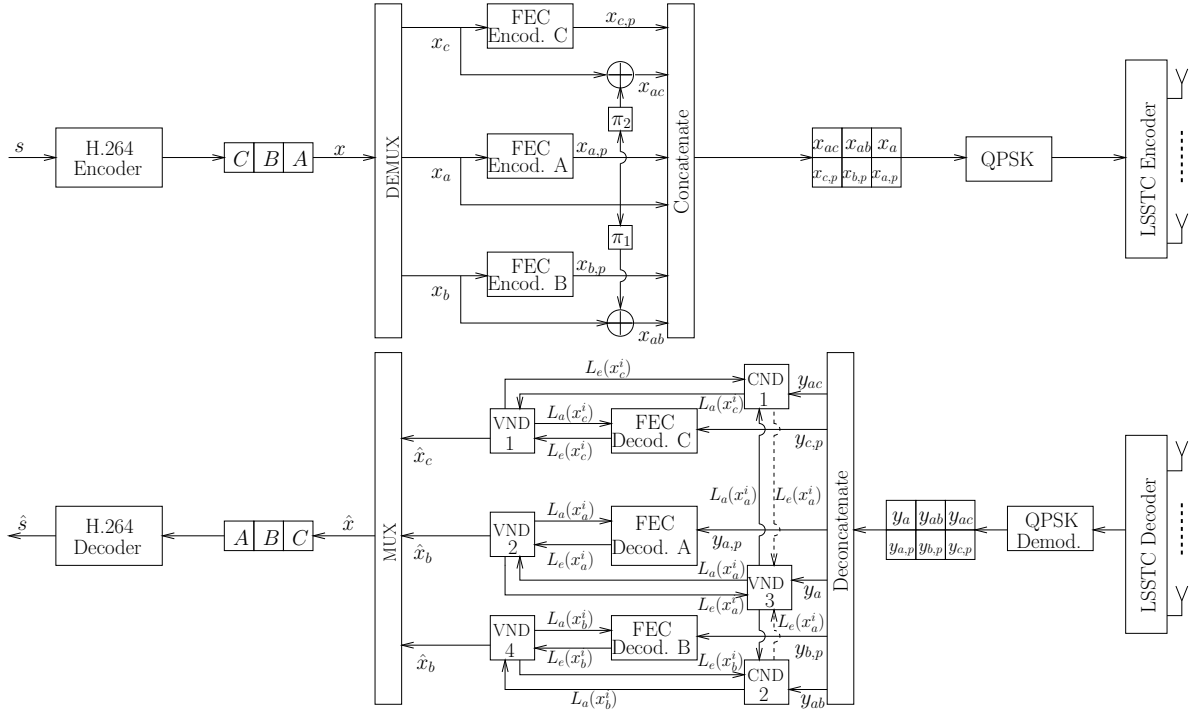 s
H.264
Encoder
C B A
x
DEMUX
x_c
FEC
Encod. C
x_{c,p}
x_{ac}
π_2
x_a
FEC
Encod. A
x_{a,p}
π_1
x_b
FEC
Encod. B
x_{b,p}
x_{ab}
Concatenate
x_{ac} x_{ab} x_a
x_{c,p} x_{b,p} x_{a,p}
QPSK
LSSTC Encoder
ŝ
H.264
Decoder
A B C
x̂
MUX
x̂_c
x̂_b
x̂_b
VND
1
L_e(x_c^i)
L_a(x_c^i)
L_a(x_c^i)
L_e(x_c^i)
FEC
Decod. C
CND
1
y_{ac}
y_{c,p}
L_a(x_a^i)
L_e(x_a^i)
VND
2
L_a(x_a^i)
L_e(x_a^i)
FEC
Decod. A
y_{a,p}
L_a(x_a^i)
L_e(x_a^i)
VND
3
y_a
L_e(x_a^i)
VND
4
L_a(x_b^i)
L_e(x_b^i)
FEC
Decod. B
y_{b,p}
L_e(x_b^i)
L_a(x_b^i)
CND
2
y_{ab}
Deconcatenate
y_a y_{ab} y_{ac}
y_{a,p} y_{b,p} y_{c,p}
QPSK
Demod.
LSSTC Decoder